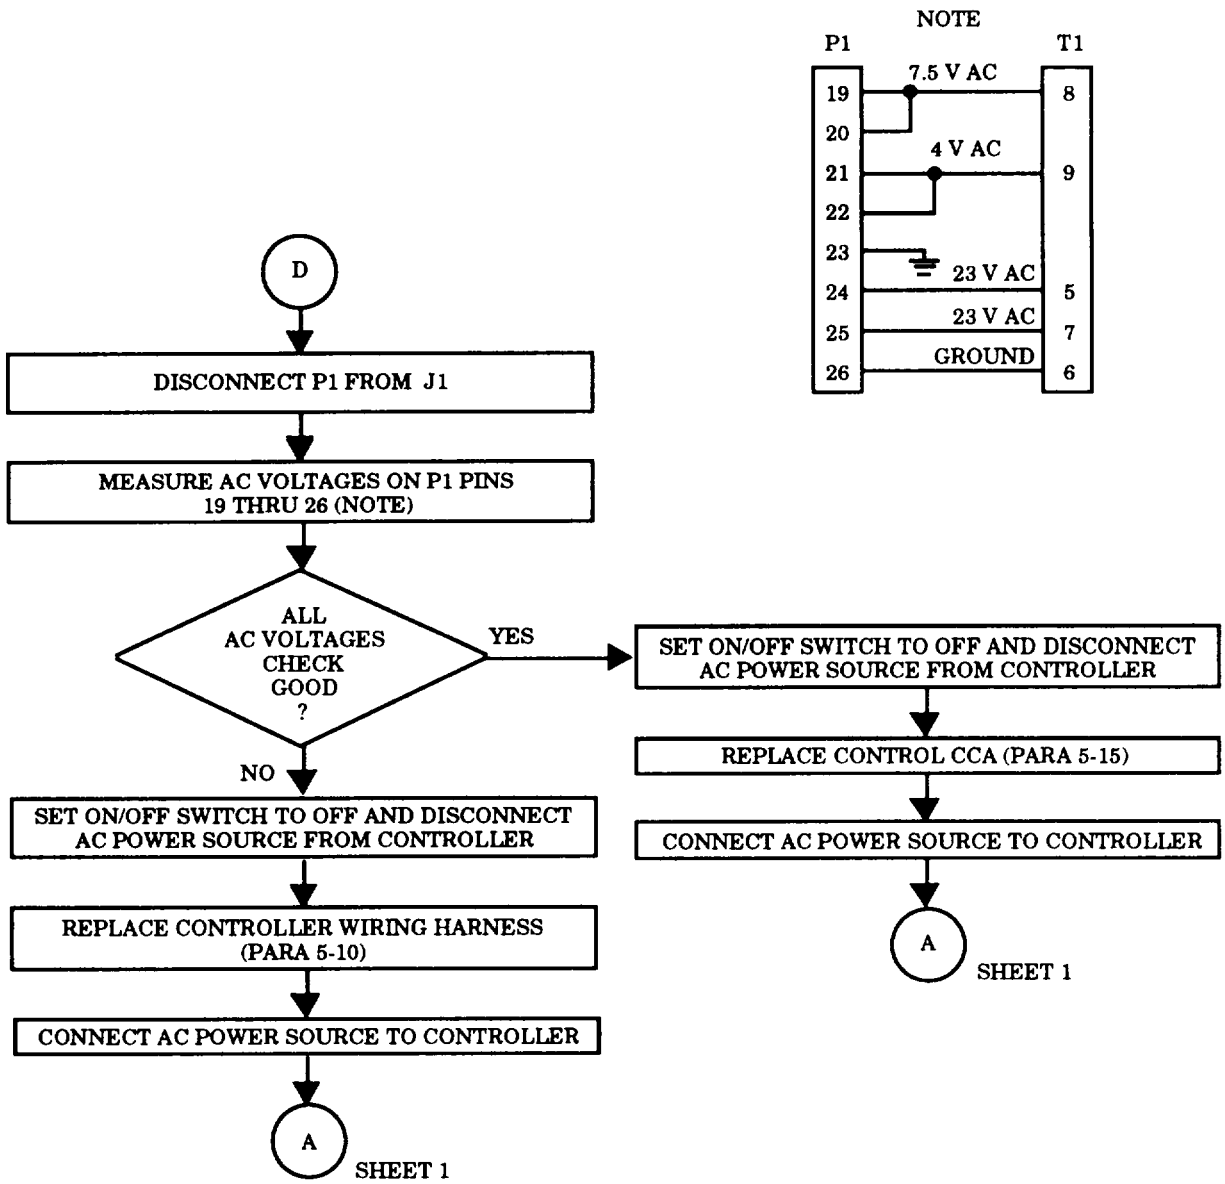 NOTE
P1
T1
7.5 V AC
19
8
20
4 V AC
21
9
22
23
23 V AC
24
5
23 V AC
25
7
GROUND
26
6
D
DISCONNECT P1 FROM J1
MEASURE AC VOLTAGES ON P1 PINS
19 THRU 26 (NOTE)
ALL
AC VOLTAGES
CHECK
GOOD
?
YES
SET ON/OFF SWITCH TO OFF AND DISCONNECT
AC POWER SOURCE FROM CONTROLLER
REPLACE CONTROL CCA (PARA 5-15)
CONNECT AC POWER SOURCE TO CONTROLLER
A
SHEET 1
NO
SET ON/OFF SWITCH TO OFF AND DISCONNECT
AC POWER SOURCE FROM CONTROLLER
REPLACE CONTROLLER WIRING HARNESS
(PARA 5-10)
CONNECT AC POWER SOURCE TO CONTROLLER
A
SHEET 1